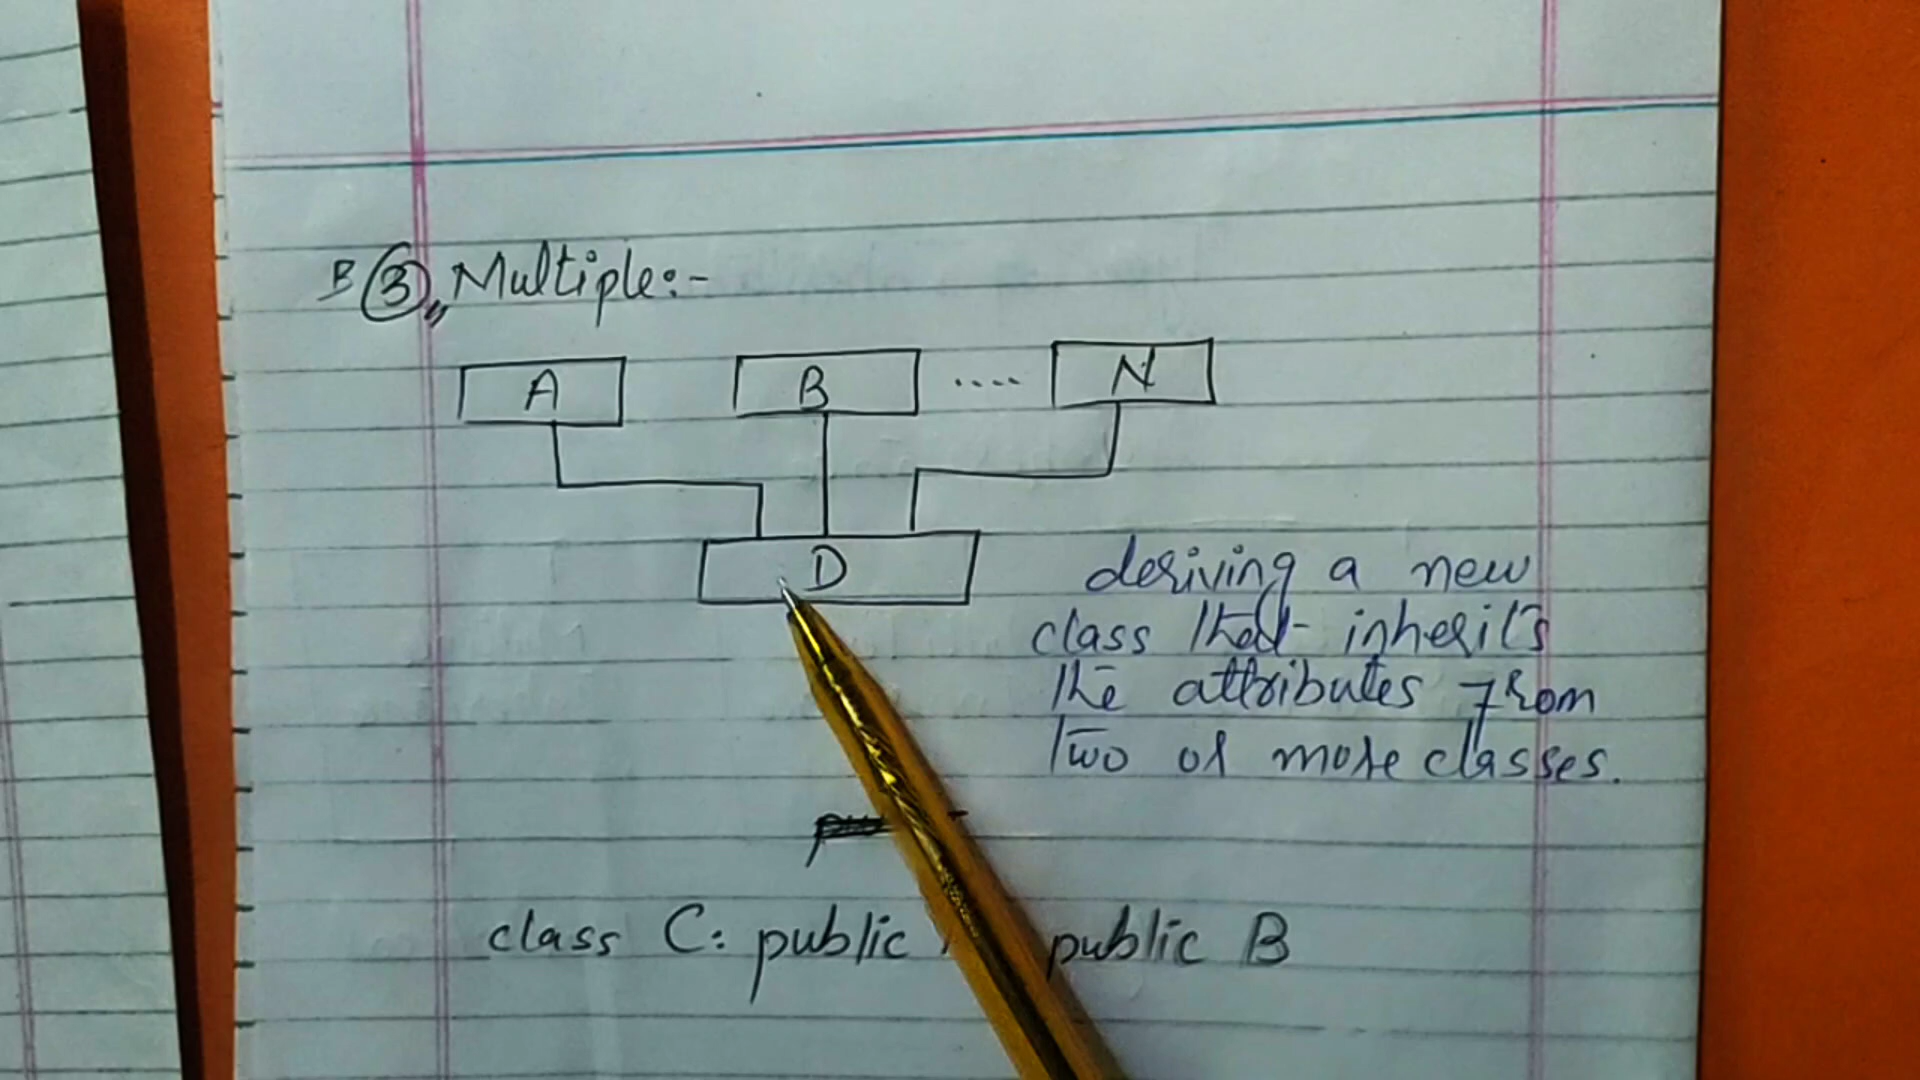 B ③ Multiple:-
A B .... N
D
deriving a new
class that inherits
the attributes from
two or more classes.
class C: public public B